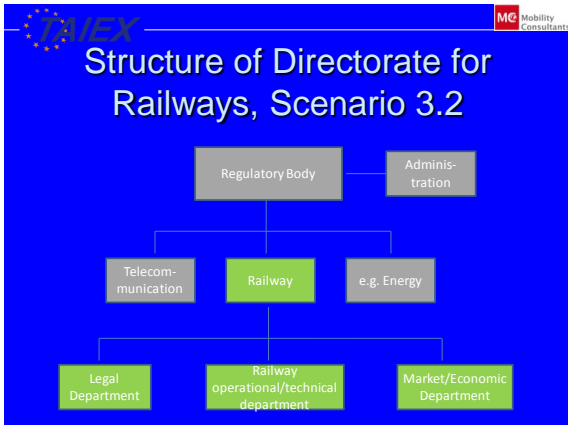 TAIEX
MC Mobility
Consultants
Structure of Directorate for
Railways, Scenario 3.2
Regulatory Body
Adminis-
tration
Telecom-
munication
Railway
e.g. Energy
Legal
Department
Railway
operational/technical
department
Market/Economic
Department